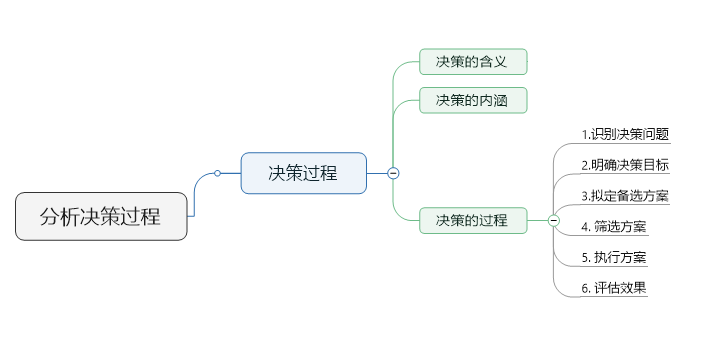 分析决策过程
决策过程
决策的含义
决策的内涵
决策的过程
1.识别决策问题
2.明确决策目标
3.拟定备选方案
4. 筛选方案
5. 执行方案
6. 评估效果